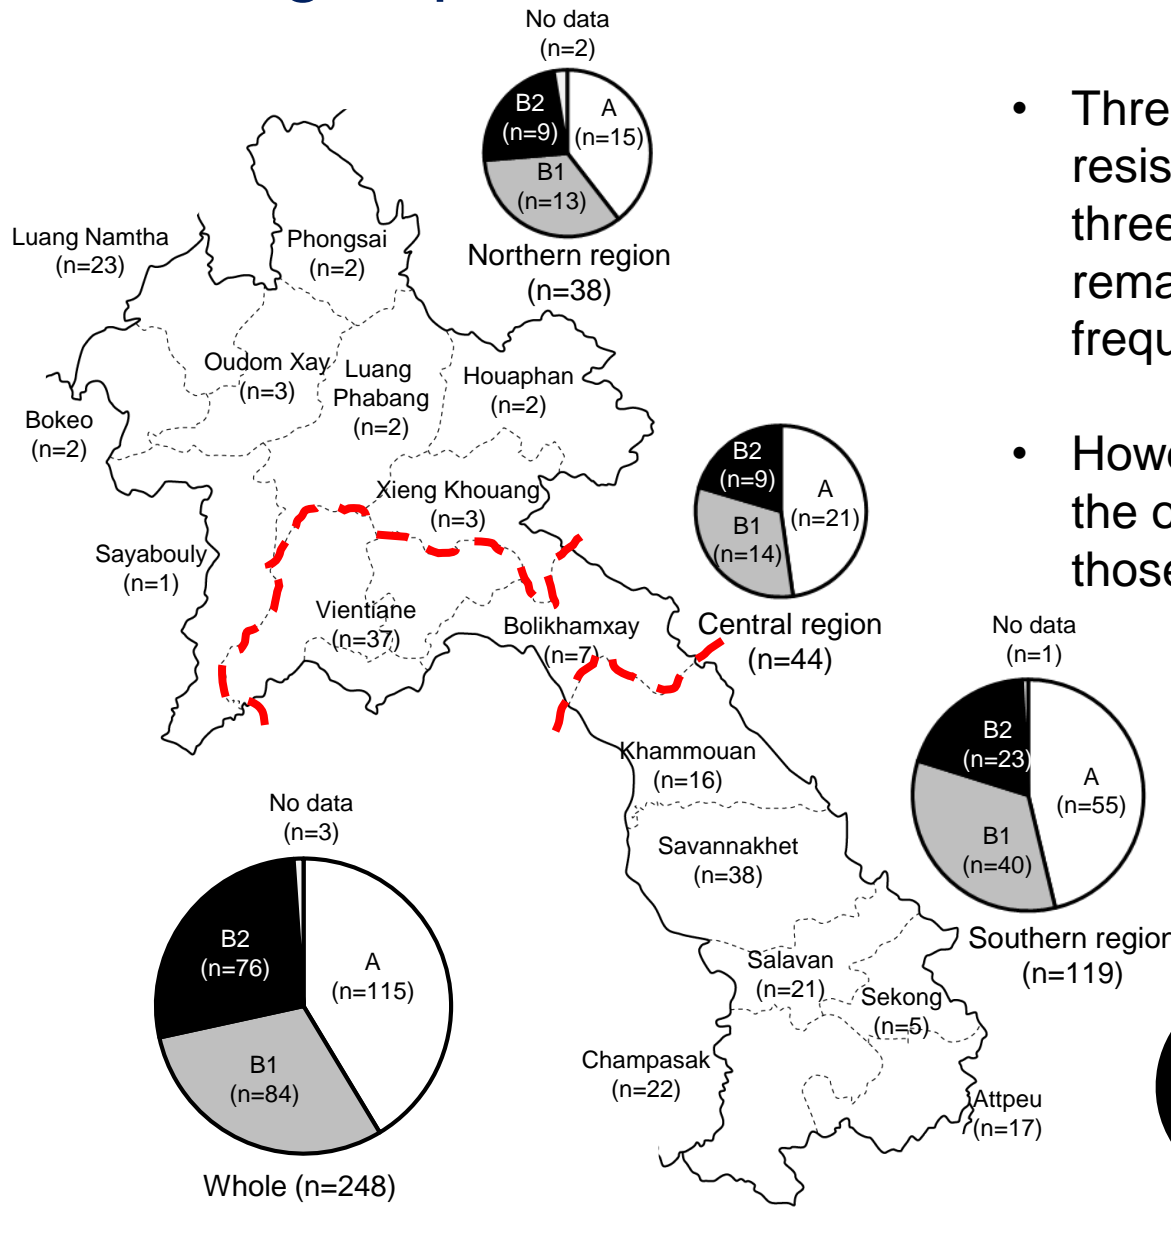 No data
(n=2)
B2
(n=9)
A
(n=15)
B1
(n=13)
Northern region
(n=38)
Luang Namtha
(n=23)
Phongsai
(n=2)
Oudom Xay
(n=3)
Luang
Phabang
(n=2)
Houaphan
(n=2)
Bokeo
(n=2)
Xieng Khouang
(n=3)
Sayabouly
(n=1)
Vientiane
(n=37)
Bolikhamxay
(n=7)
B2
(n=9)
A
(n=21)
B1
(n=14)
Central region
(n=44)
Khammouan
(n=16)
Savannakhet
(n=38)
Salavan
(n=21)
Sekong
(n=5)
Champasak
(n=22)
Attpeu
(n=17)
No data
(n=1)
B2
(n=23)
A
(n=55)
B1
(n=40)
Southern region
(n=119)
No data
(n=3)
B2
(n=76)
A
(n=115)
B1
(n=84)
Whole (n=248)
• Thre
resis
three
rema
frequ
• Howe
the o
those